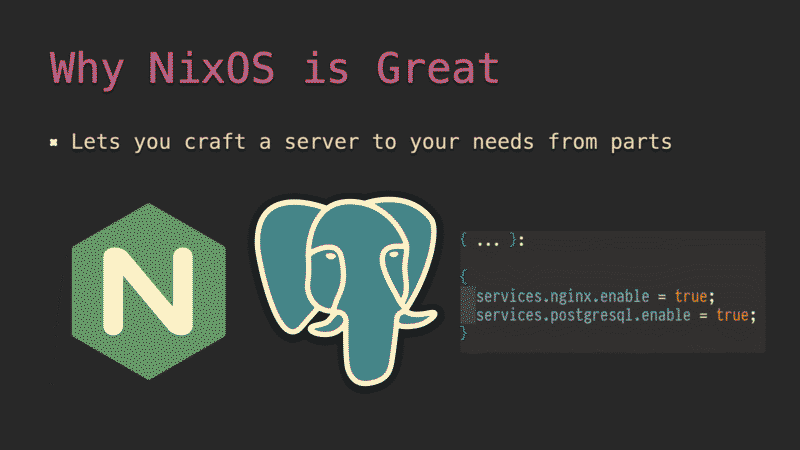 Why NixOS is Great
Lets you craft a server to your needs from parts
N
{ ... }:
{
services.nginx.enable = true;
services.postgresql.enable = true;
}